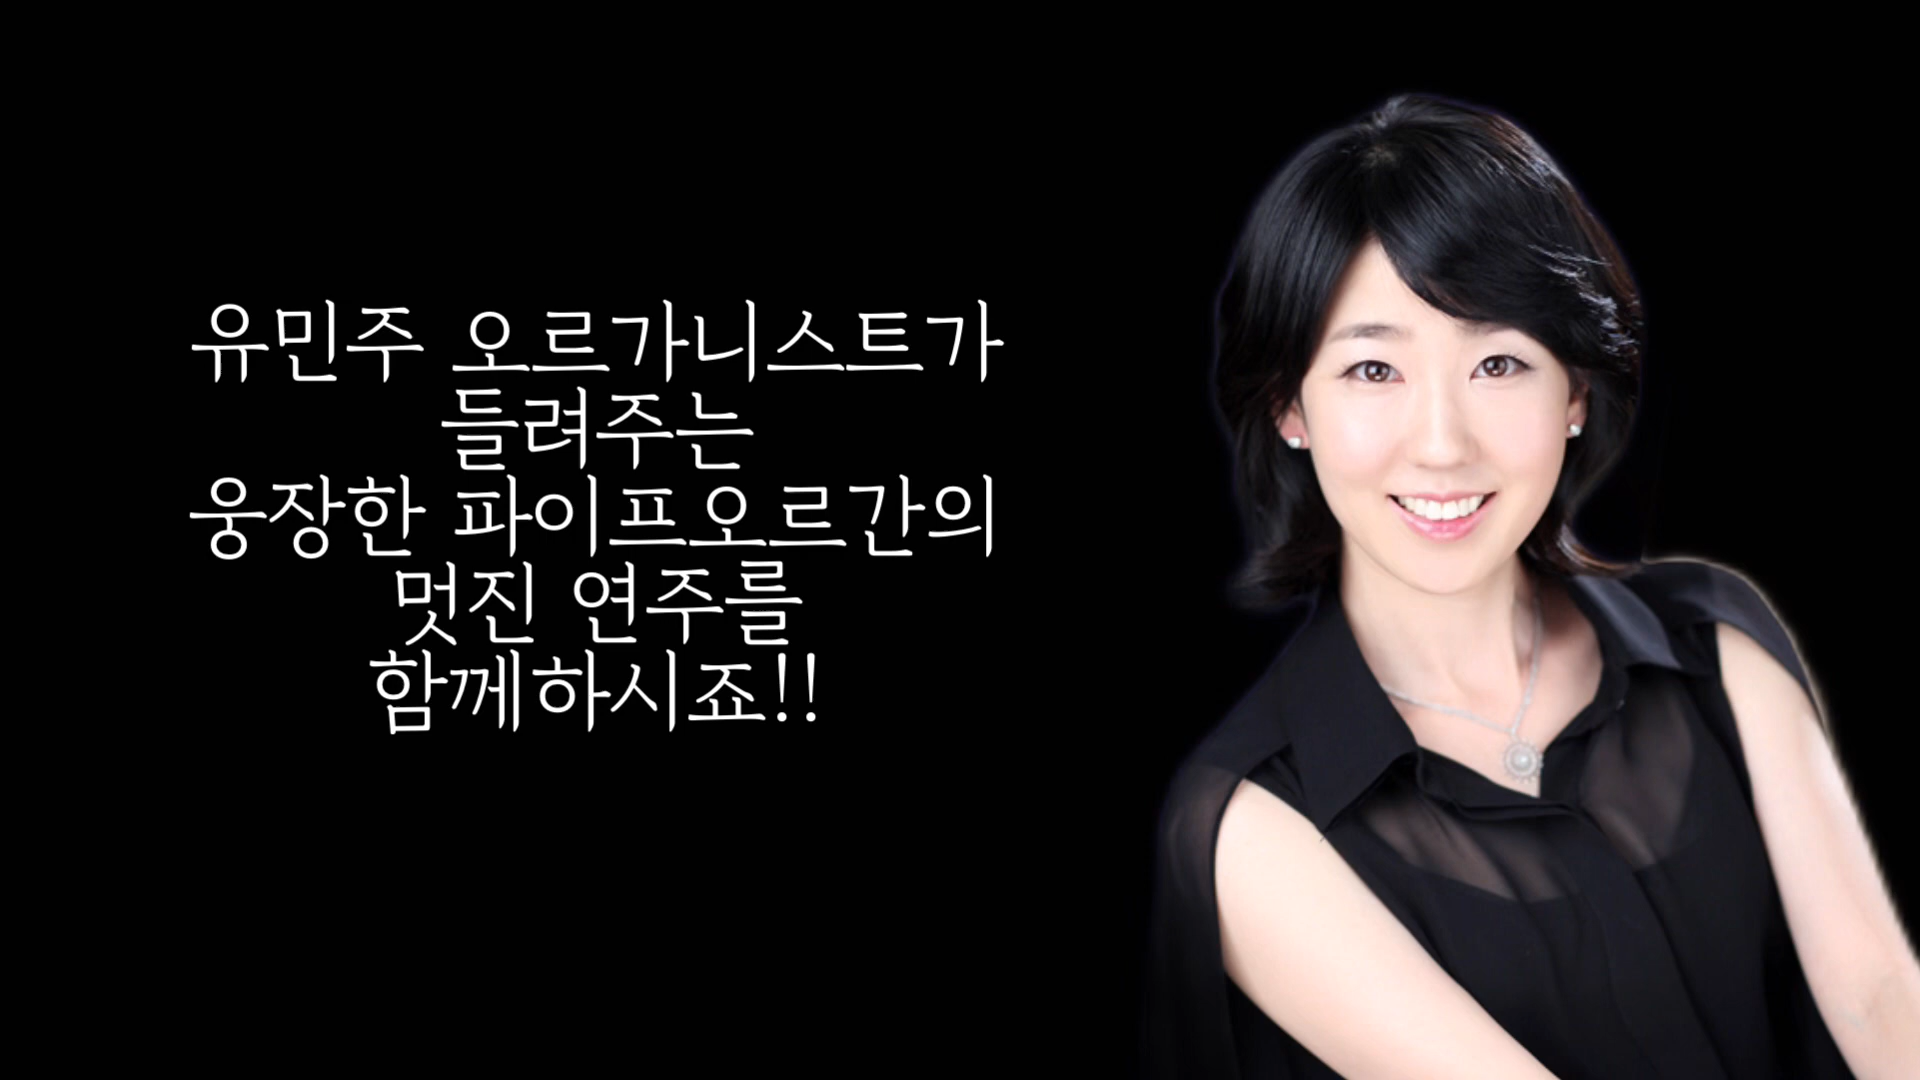 유민주 오르가니스트가
들려주는
웅장한 파이프오르간의
멋진 연주를
함께하시죠!!